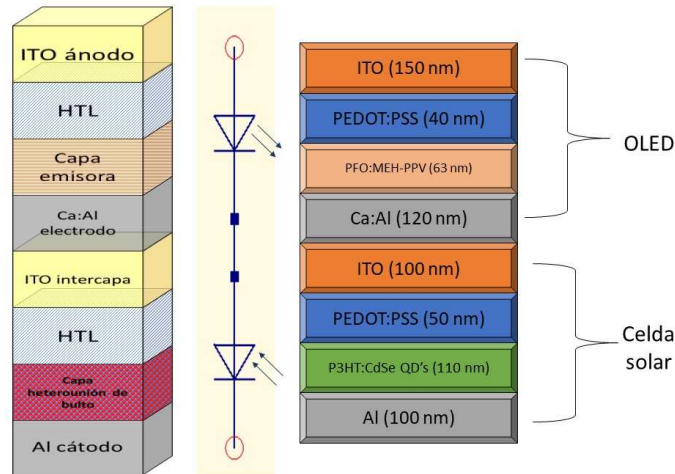 ITO ánodo
HTL
Capa
emisora
Ca:Al
electrodo
ITO intercapa
HTL
Capa
heterounión de
bulto
Al cátodo
ITO (150 nm)
PEDOT:PSS (40 nm)
PFO:MEH-PPV (63 nm)
Ca:Al (120 nm)
ITO (100 nm)
PEDOT:PSS (50 nm)
P3HT:CdSe QD's (110 nm)
Al (100 nm)
OLED
Celda
solar